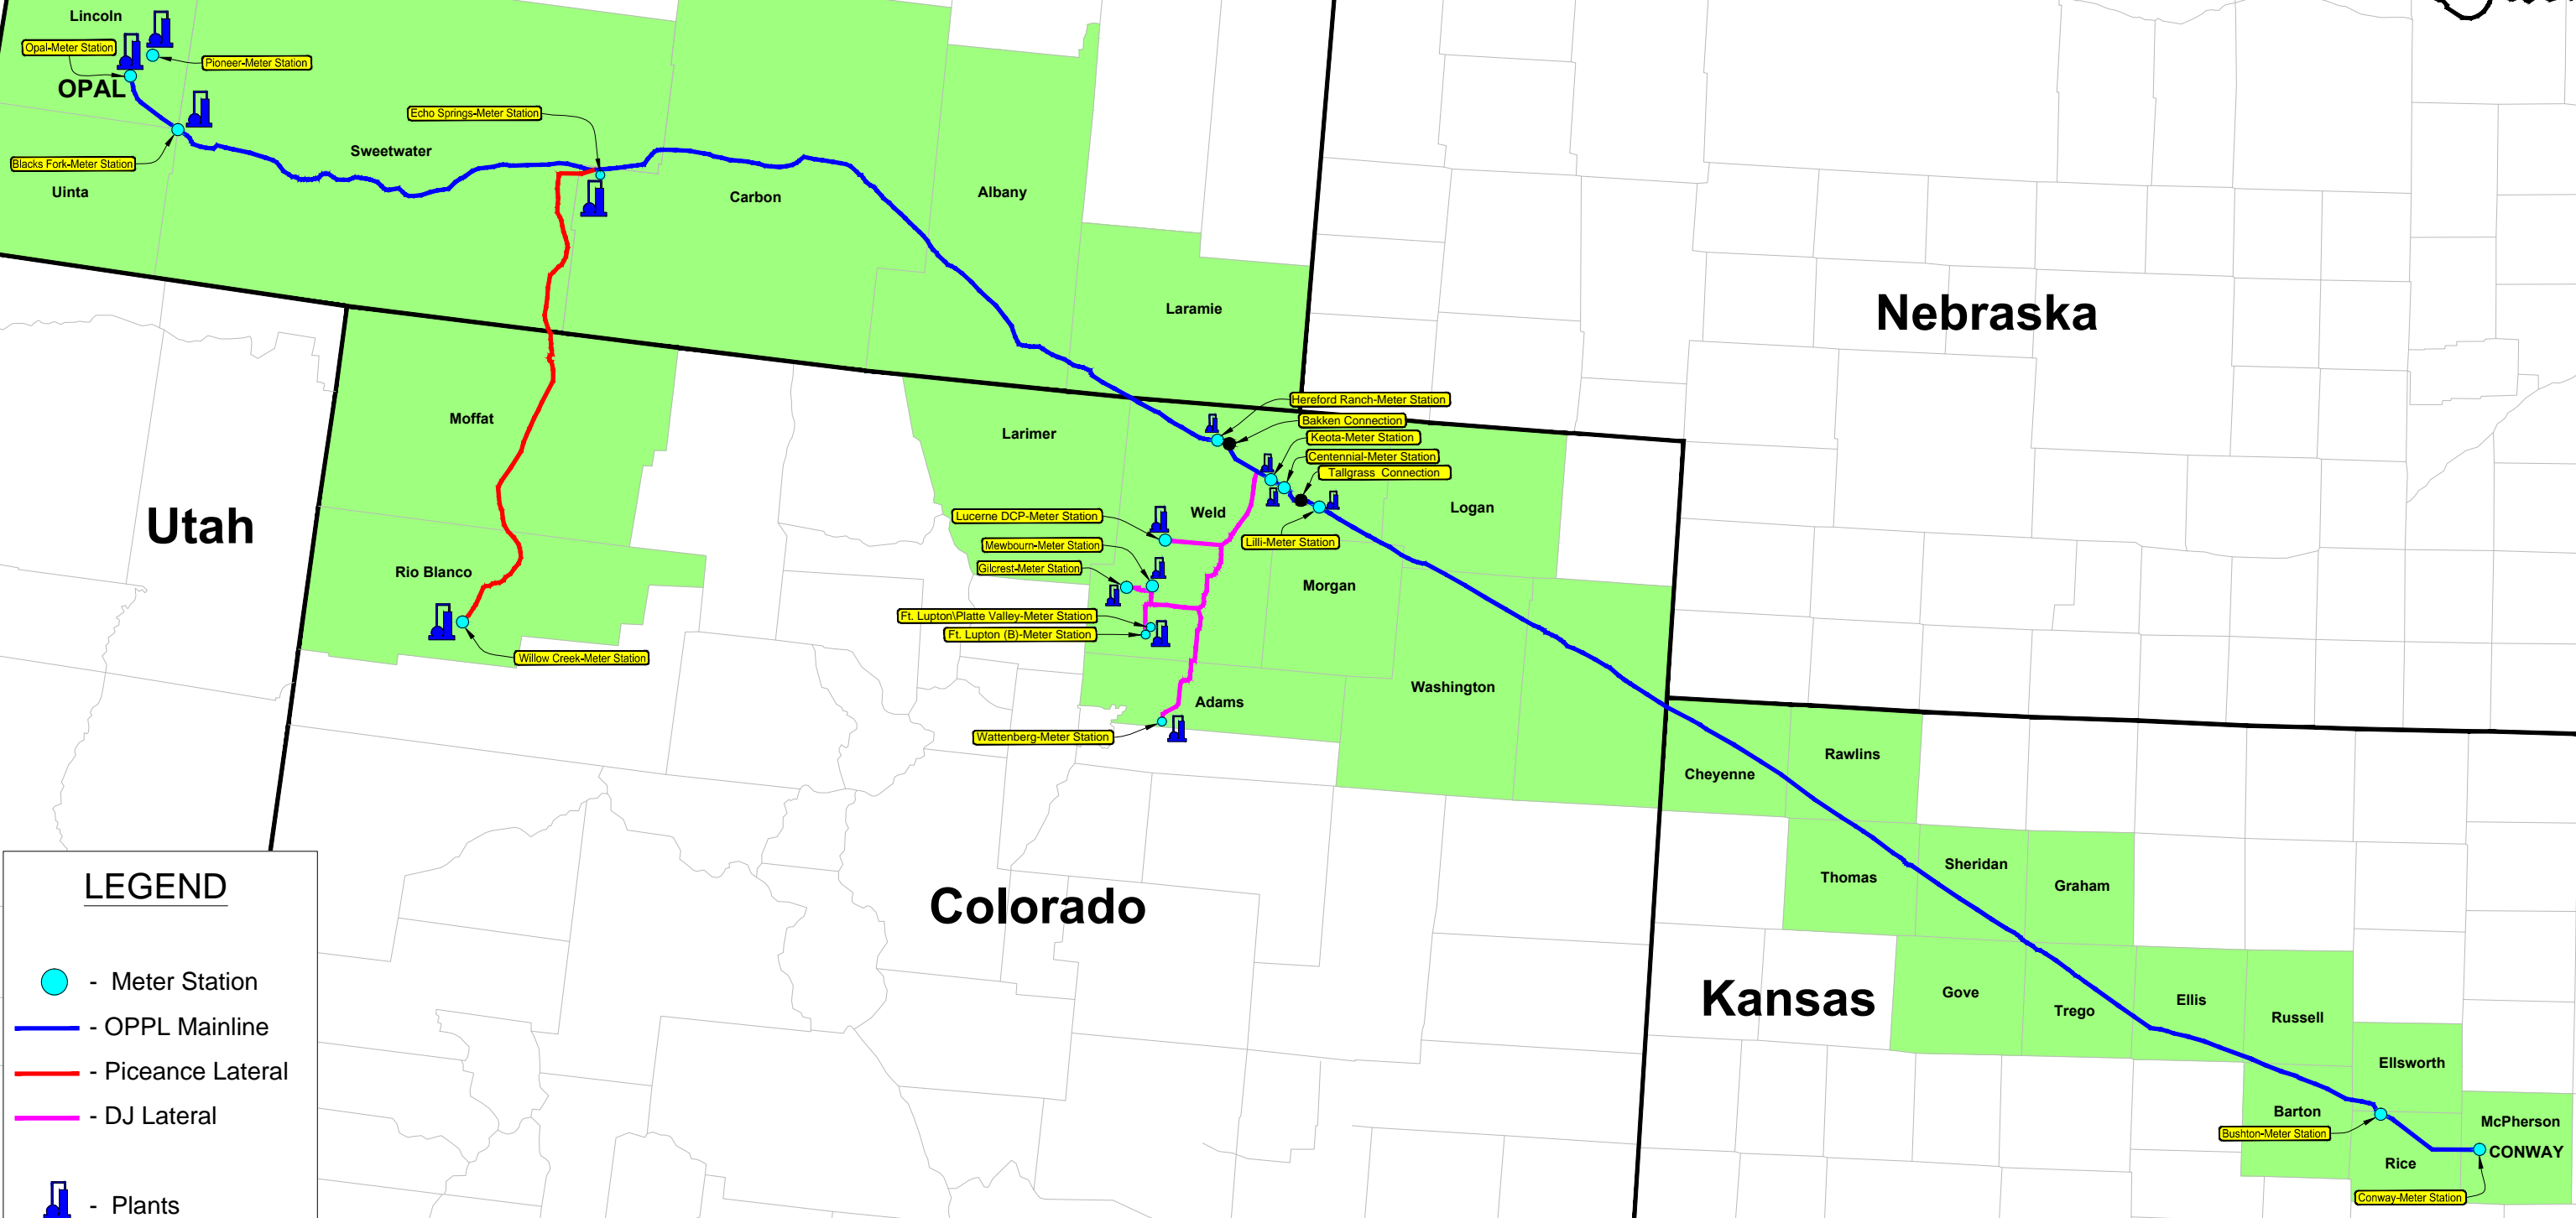 Lincoln
Opal-Meter Station
Pioneer-Meter Station
OPAL
Echo Springs-Meter Station
Blacks Fork-Meter Station
Sweetwater
Uinta
Carbon
Albany
Laramie
Nebraska
Hereford Ranch-Meter Station
Bakken Connection
Keota-Meter Station
Centennial-Meter Station
Tallgrass Connection
Moffat
Larimer
Utah
Weld
Logan
Lucerne DCP-Meter Station
Lilli-Meter Station
Mewbourn-Meter Station
Gilcrest-Meter Station
Rio Blanco
Morgan
Ft. Lupton\Platte Valley-Meter Station
Ft. Lupton (B)-Meter Station
Willow Creek-Meter Station
Washington
Adams
Wattenberg-Meter Station
Cheyenne
Rawlins
Thomas
Sheridan
Graham
Colorado
Kansas
Gove
Trego
Ellis
Russell
Ellsworth
Barton
McPherson
Bushton-Meter Station
CONWAY
Rice
Conway-Meter Station
LEGEND
- Meter Station
- OPPL Mainline
- Piceance Lateral
- DJ Lateral
- Plants